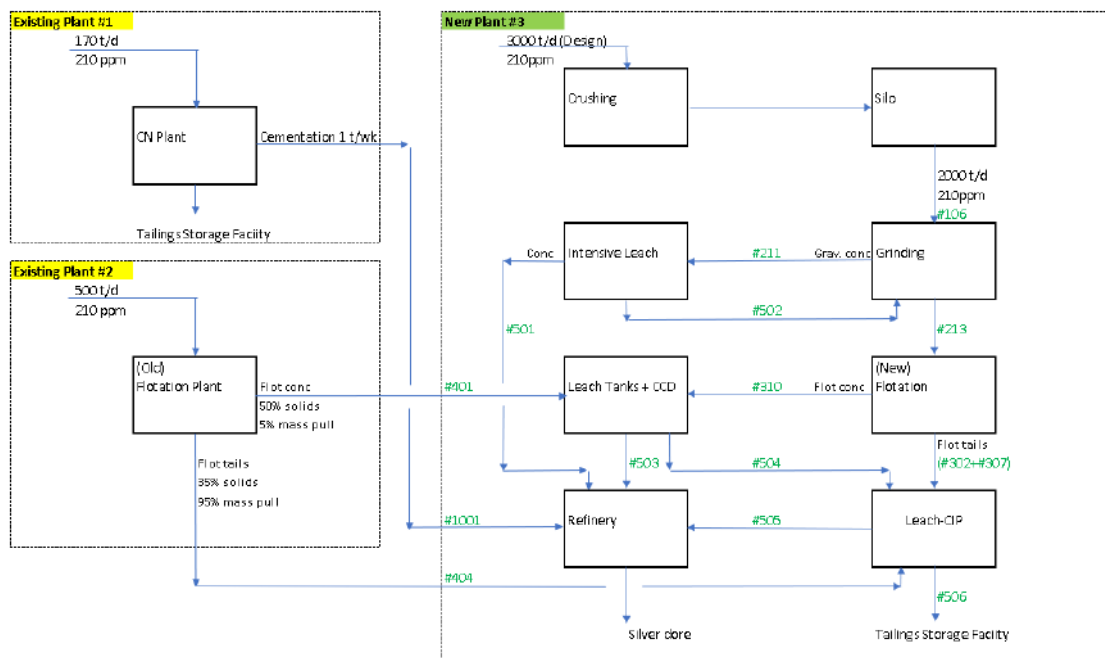 Existing Plant #1
170 t/d
210 ppm
CN Plant
Cementation 1 t/wk
Tailings Storage Faciity
Existing Plant #2
500 t/d
210 ppm
(Old)
Flotation Plant
Flot conc
50% solids
5% mass pull
Flot tails
35% solids
95% mass pull
New Plant #3
3000 t/d (Design)
210ppm
Crushing
Silo
2000 t/d
210ppm
#106
Conc
Intensive Leach
#211
Grav. conc
Grinding
#502
#501
#213
#401
Leach Tanks + CCD
#310
Flot conc
(New)
Flotation
#503
#504
Flot tails
(#302+#307)
#1001
Refinery
#505
Leach-CIP
#404
#506
Silver dore
Tailings Storage Faciity